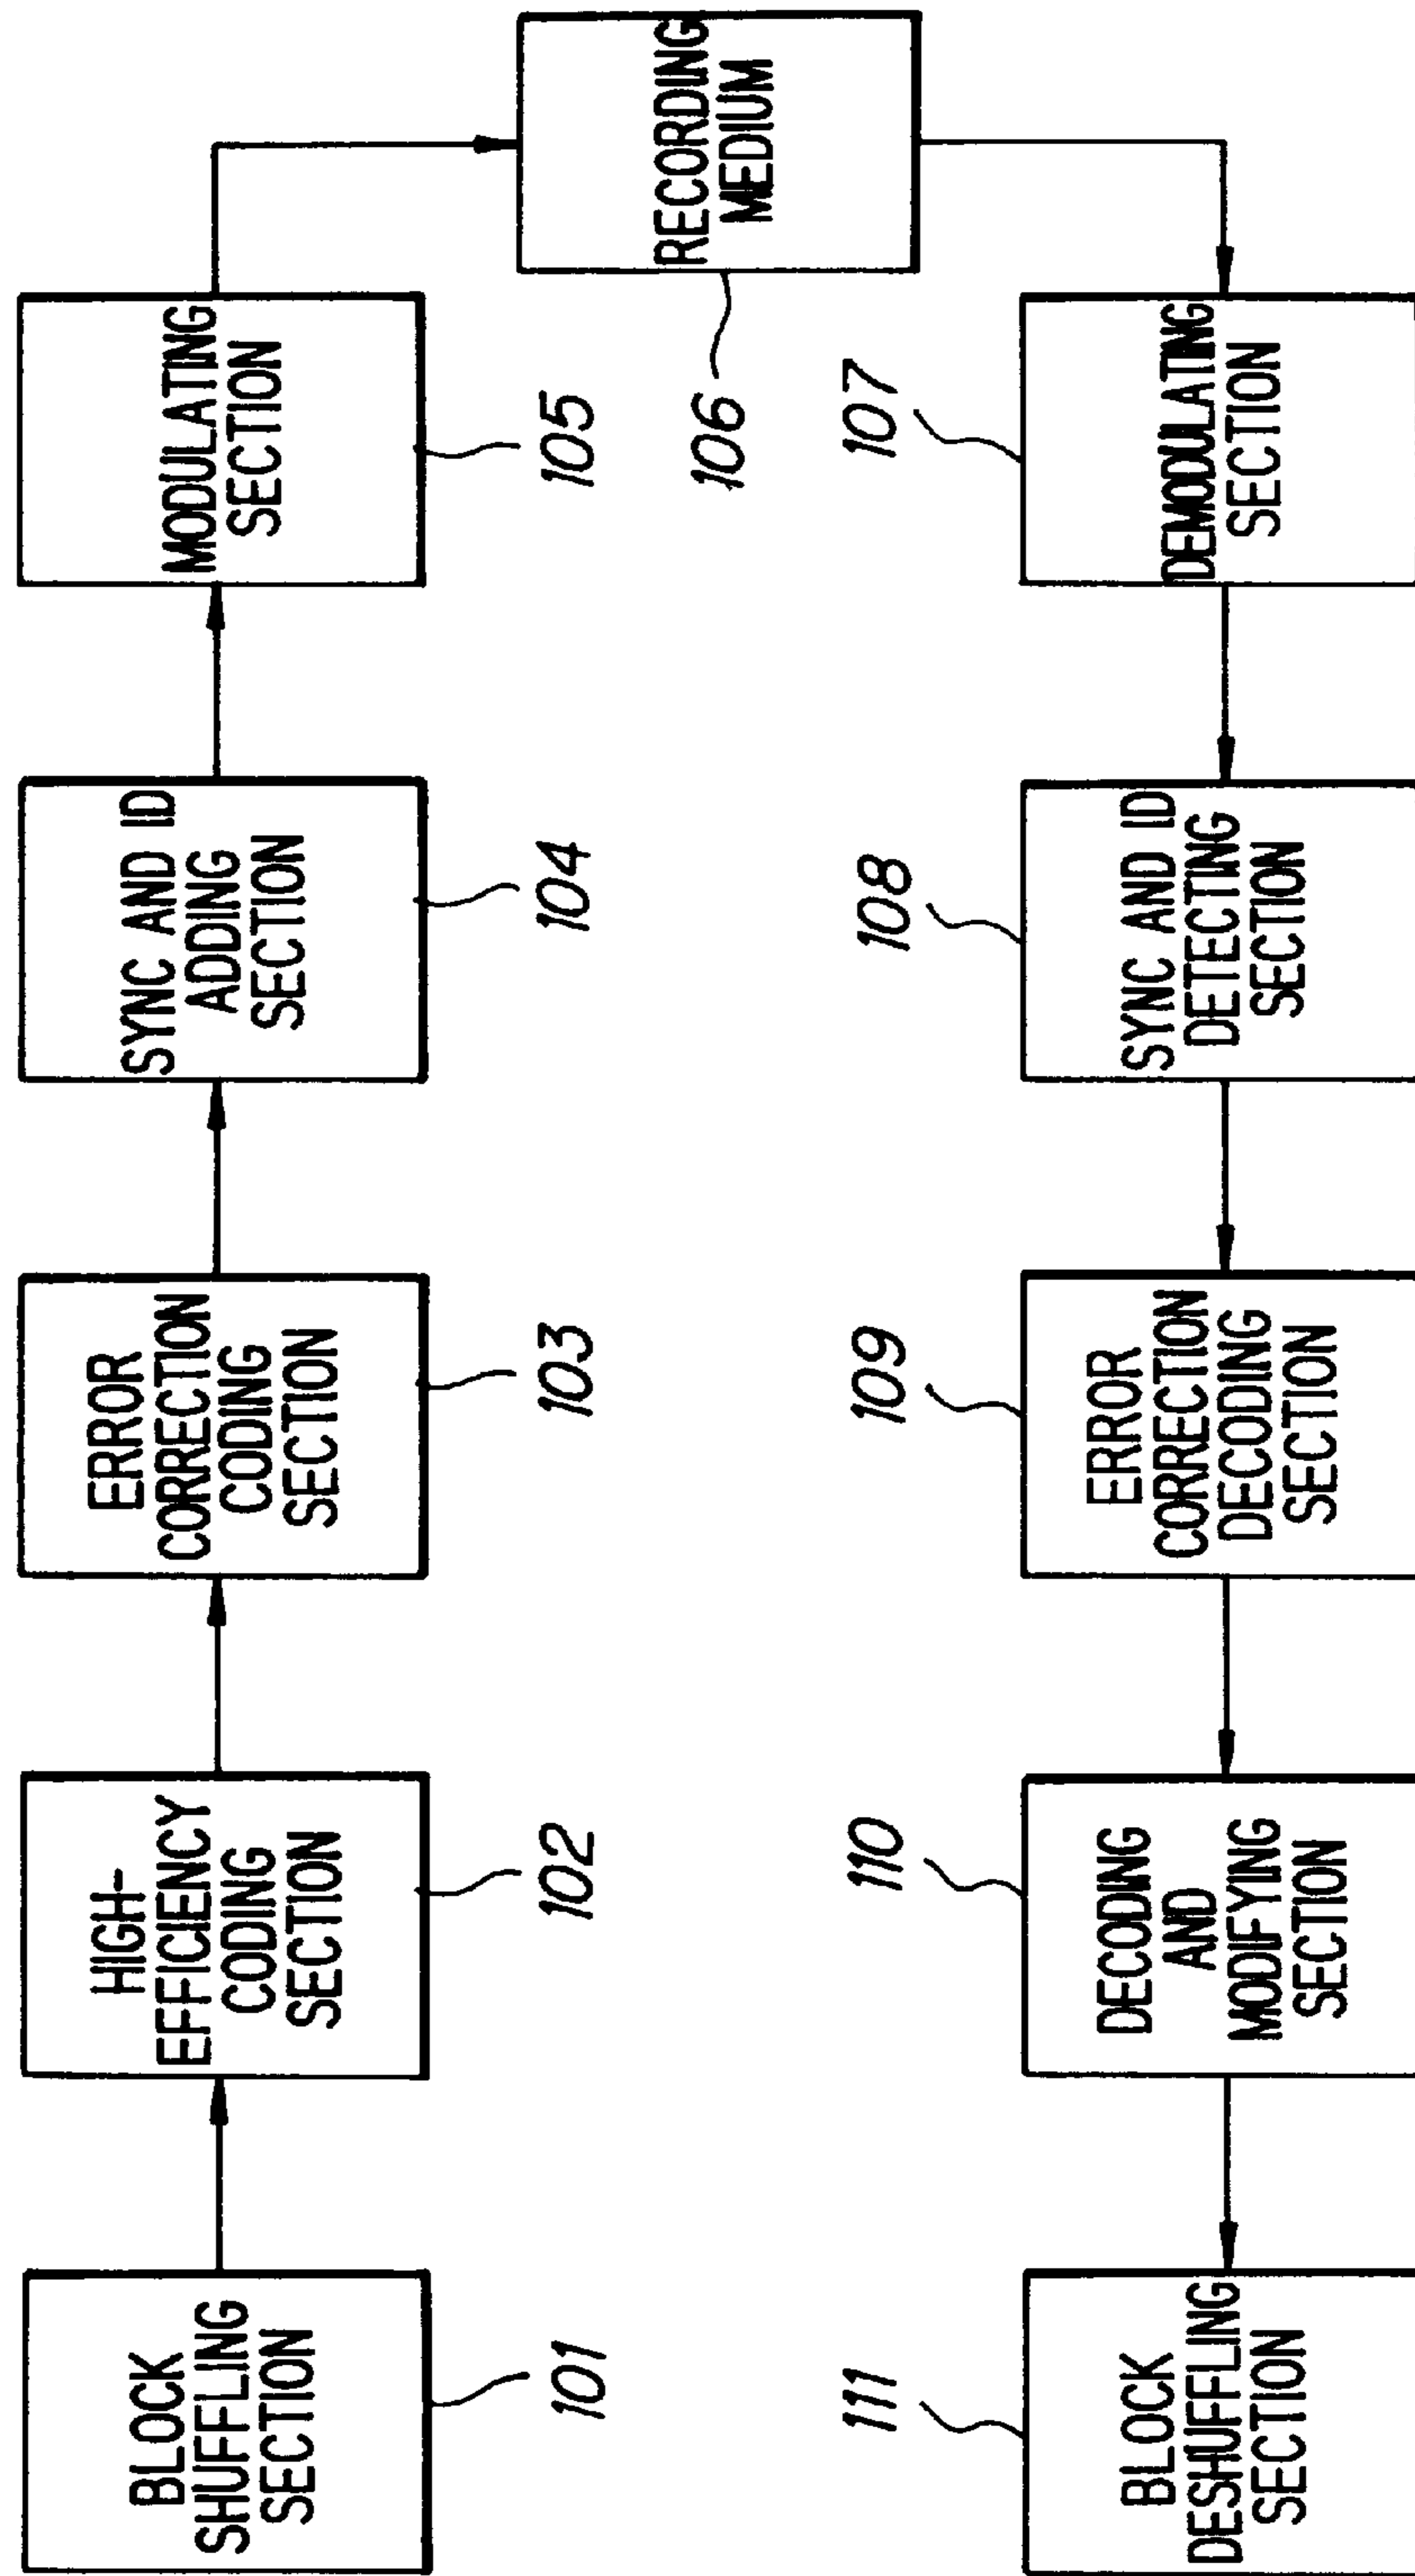 BLOCK
SHUFFLING
SECTION
101
HIGH-
EFFICIENCY
CODING
SECTION
102
ERROR
CORRECTION
CODING
SECTION
103
SYNC AND ID
ADDING
SECTION
104
MODULATING
SECTION
105
RECORDING
MEDIUM
106
107
DEMODULATING
SECTION
108
SYNC AND ID
DETECTING
SECTION
109
ERROR
CORRECTION
DECODING
SECTION
110
DECODING
AND
MODIFYING
SECTION
111
BLOCK
DESHUFFLING
SECTION